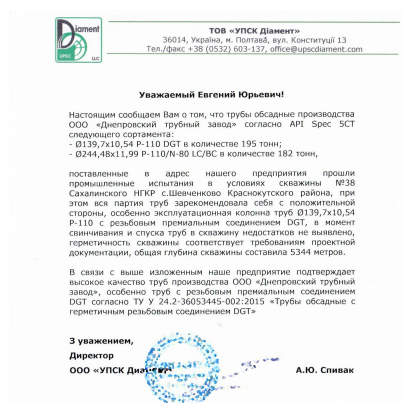 Diament
UPSC
LLC
ТОВ «УПСК Діамент»
36014, Україна, м. Полтава, вул. Конституції 13
Тел./факс +38 (0532) 603-137, office@upscdiament.com
Уважаемый Евгений Юрьевич!
Настоящим сообщаем Вам о том, что трубы обсадные производства
ООО «Днепровский трубный завод» согласно API Spec 5CT
следующего сортамента:
- Ø139,7х10,54 Р-110 DGT в количестве 195 тонн;
- Ø244,48х11,99 Р-110/N-80 LC/BC в количестве 182 тонн,
поставленные в адрес нашего предприятия прошли
промышленные испытания в условиях скважины №38
Сахалинского НГКР с.Шевченково Краснокутского района, при
этом вся партия труб зарекомендовала себя с положительной
стороны, особенно эксплуатационная колонна труб Ø139,7х10,54
Р-110 с резьбовым премиальным соединением DGT, в момент
свинчивания и спуска труб в скважину недостатков не выявлено,
герметичность скважины соответствует требованиям проектной
документации, общая глубина скважины составила 5344 метров.
В связи с выше изложенным наше предприятие подтверждает
высокое качество труб производства ООО «Днепровский трубный
завод», особенно труб с резьбовым премиальным соединением
DGT согласно ТУ У 24.2-36053445-002:2015 «Трубы обсадные с
герметичным резьбовым соединением DGT»
З уважением,
Директор
ООО «УПСК Диамент» А.Ю. Спивак